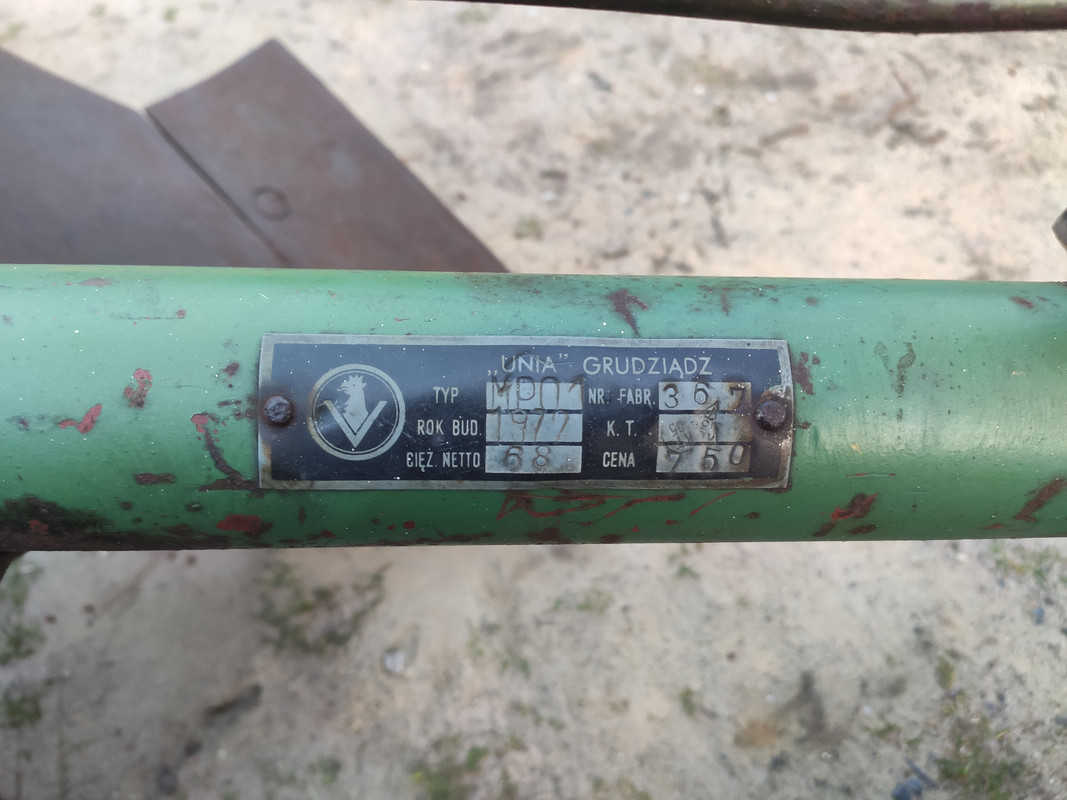 „UNIA” GRUDZIĄDZ
TYP MP01 NR. FABR. 367
ROK BUD. 1977 K. T.
CIĘŻ. NETTO 68 CENA 750